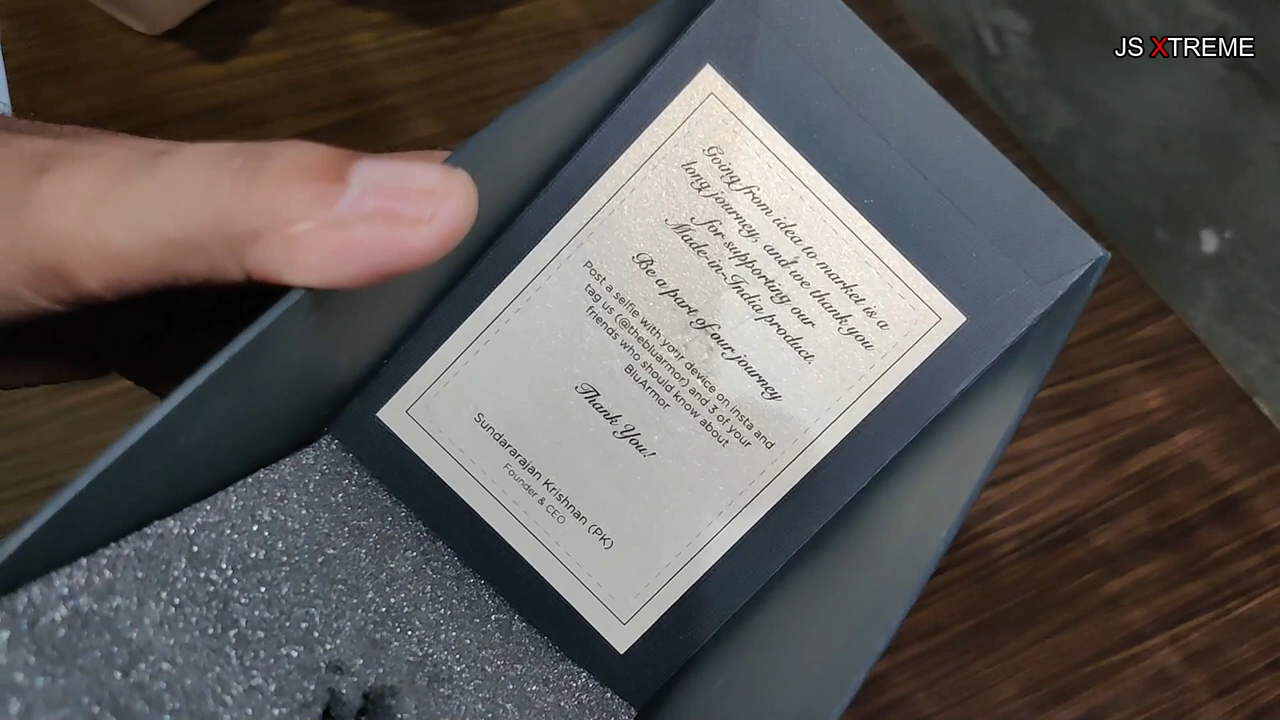 JS XTREME
Going from idea to market is a
long journey, and we thank you
for supporting our
Made-in-India product.
Be a part of our journey
Post a selfie with your device on Insta and
tag us (@thebluarmor) and 3 of your
friends who should know about
BluArmor
Thank You!
Sundararajan Krishnan (PK)
Founder & CEO